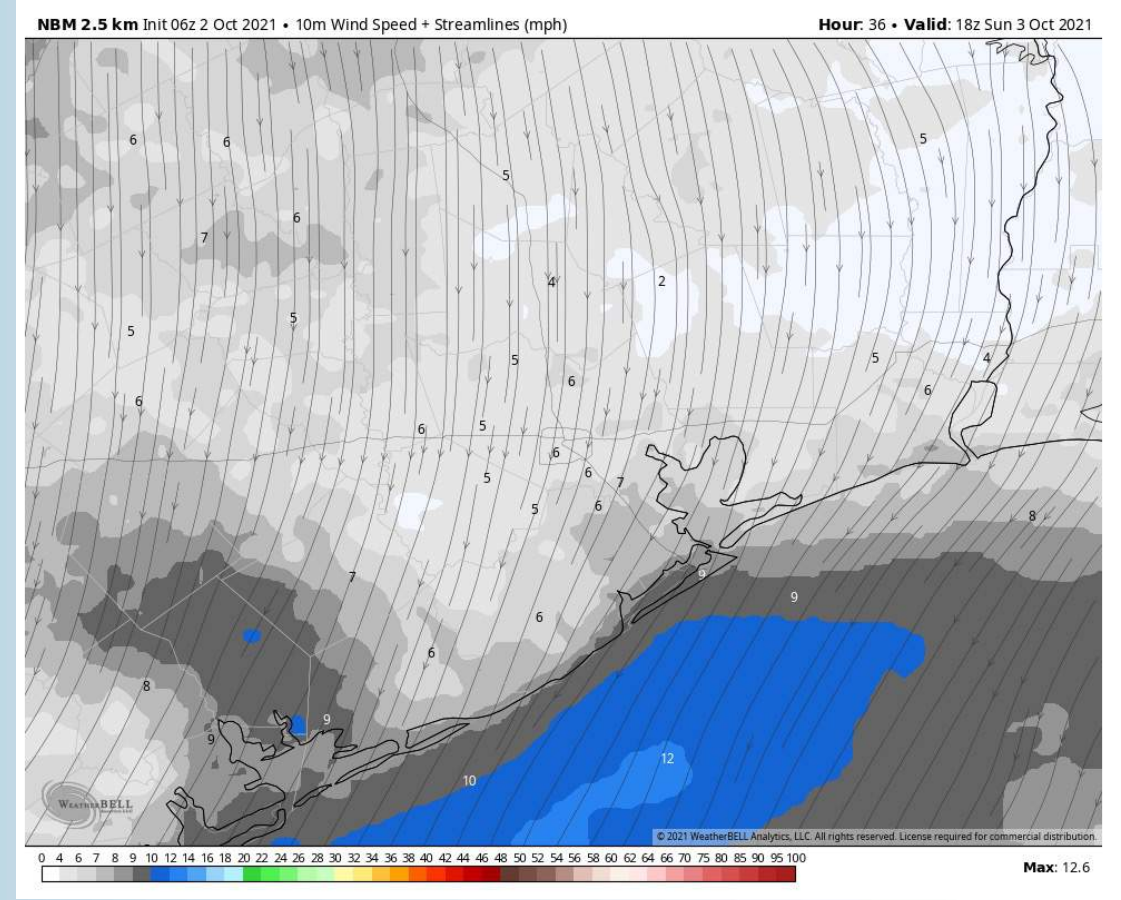 NBM 2.5 km Init 06z 2 Oct 2021 • 10m Wind Speed + Streamlines (mph) Hour: 36 • Valid: 18z Sun 3 Oct 2021
6 6 5
5
6
7
4 2
5 5
5 5 4
6
6 6
6 5
6
5 6 7
5 6
8
7 9
9
6
6
8
9
9
12
10
WEATHERBELL
© 2021 WeatherBELL Analytics, LLC. All rights reserved. License required for commercial distribution.
0 4 6 7 8 9 10 12 14 16 18 20 22 24 26 28 30 32 34 36 38 40 42 44 46 48 50 52 54 56 58 60 62 64 66 70 75 80 85 90 95 100
Max: 12.6